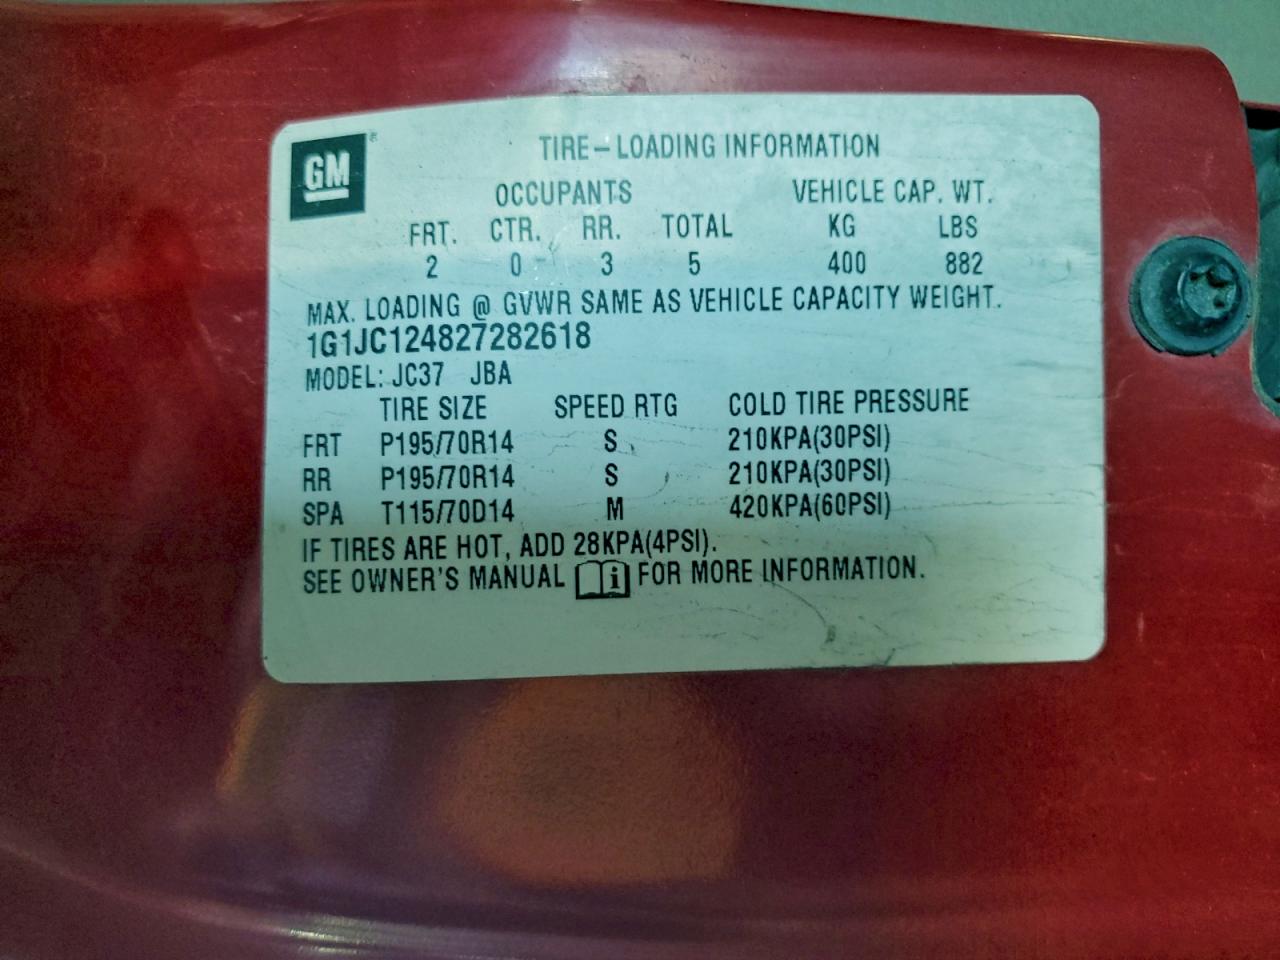 GM
TIRE-LOADING INFORMATION
OCCUPANTS VEHICLE CAP. WT.
FRT. CTR. RR. TOTAL KG LBS
2 0 3 5 400 882
MAX. LOADING @ GVWR SAME AS VEHICLE CAPACITY WEIGHT.
1G1JC124827282618
MODEL: JC37 JBA
TIRE SIZE SPEED RTG COLD TIRE PRESSURE
FRT P195/70R14 S 210KPA(30PSI)
RR P195/70R14 S 210KPA(30PSI)
SPA T115/70D14 M 420KPA(60PSI)
IF TIRES ARE HOT, ADD 28KPA(4PSI).
SEE OWNER'S MANUAL i FOR MORE INFORMATION.